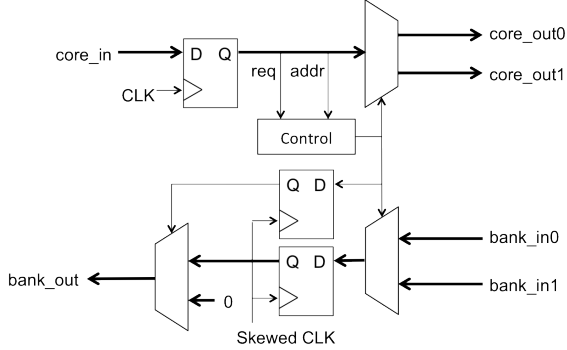 core_in
D Q
CLK
req addr
Control
core_out0
core_out1
Q D
Q D
bank_in0
bank_in1
bank_out
0
Skewed CLK